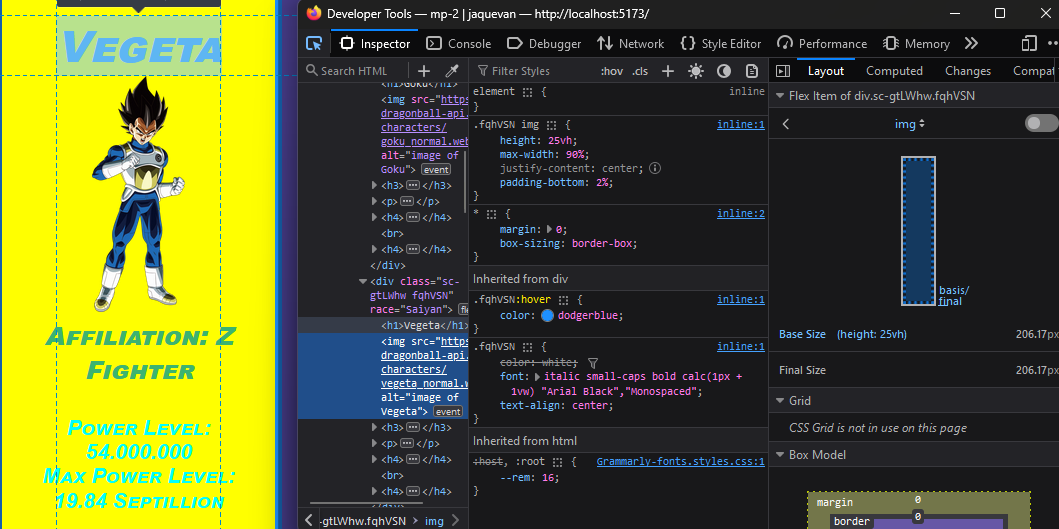 Vegeta
Affiliation: Z
Fighter
Power Level:
54.000.000
Max Power Level:
19.84 Septillion
Developer Tools — mp-2 | jaquevan — http://localhost:5173/
Inspector Console Debugger Network Style Editor Performance Memory
Search HTML
<h1>Goku</h1>
<img src="https
dragonball-api.
characters/
goku_normal.web
alt="image of
Goku"> event
<h3> </h3>
<p> </p>
<h4> </h4>
<br>
<h4> </h4>
</div>
<div class="sc-
gtLWhw fqhVSN"
race="Saiyan"> fle
<h1>Vegeta</h1>
<img src="https
dragonball-api.
characters/
vegeta_normal.w
alt="image of
Vegeta"> event
<h3> </h3>
<p> </p>
<h4> </h4>
<br>
<h4> </h4>
</div>
-gtLWhw.fqhVSN > img
Filter Styles :hov .cls
element { inline
}
.fqhVSN img { inline:1
height: 25vh;
max-width: 90%;
justify-content: center;
padding-bottom: 2%;
}
* { inline:2
margin: 0;
box-sizing: border-box;
}
Inherited from div
.fqhVSN:hover { inline:1
color: dodgerblue;
}
.fqhVSN { inline:1
color: white;
font: italic small-caps bold calc(1px +
1vw) "Arial Black","Monospaced";
text-align: center;
}
Inherited from html
:host, :root { Grammarly-fonts.styles.css:1
--rem: 16;
}
Layout Computed Changes Compat
Flex Item of div.sc-gtLWhw.fqhVSN
img
basis/
final
Base Size (height: 25vh) 206.17px
Final Size 206.17px
Grid
CSS Grid is not in use on this page
Box Model
margin 0
border 0